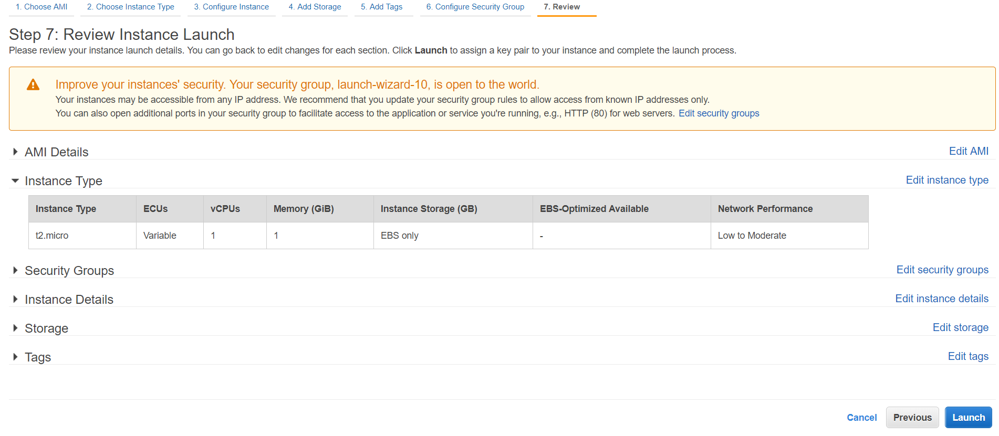 1. Choose AMI 2. Choose Instance Type 3. Configure Instance 4. Add Storage 5. Add Tags 6. Configure Security Group 7. Review
Step 7: Review Instance Launch
Please review your instance launch details. You can go back to edit changes for each section. Click Launch to assign a key pair to your instance and complete the launch process.
Improve your instances' security. Your security group, launch-wizard-10, is open to the world.
Your instances may be accessible from any IP address. We recommend that you update your security group rules to allow access from known IP addresses only.
You can also open additional ports in your security group to facilitate access to the application or service you're running, e.g., HTTP (80) for web servers. Edit security groups
AMI Details Edit AMI
Instance Type Edit instance type
Instance Type ECUs vCPUs Memory (GiB) Instance Storage (GB) EBS-Optimized Available Network Performance
t2.micro Variable 1 1 EBS only - Low to Moderate
Security Groups Edit security groups
Instance Details Edit instance details
Storage Edit storage
Tags Edit tags
Cancel Previous Launch